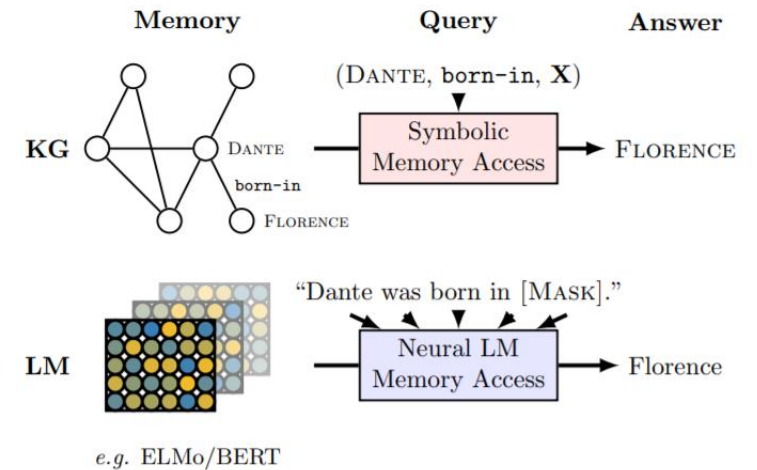 Memory Query Answer
(DANTE, born-in, X)
KG
DANTE
born-in
FLORENCE
Symbolic
Memory Access
FLORENCE
“Dante was born in [MASK].”
LM
Neural LM
Memory Access
Florence
e.g. ELMo/BERT